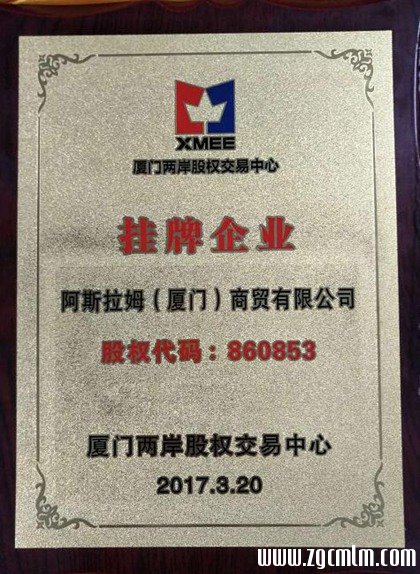 XMEE
厦门两岸股权交易中心
挂牌企业
阿斯拉姆（厦门）商贸有限公司
股权代码：860853
厦门两岸股权交易中心
2017.3.20
www.zgcmlm.com